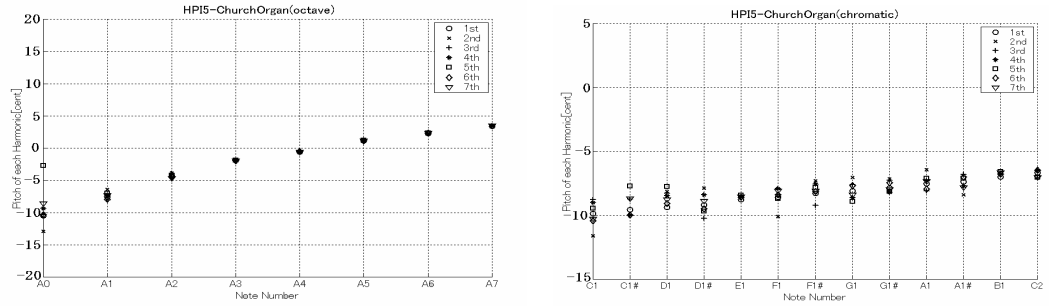 HPI5-ChurchOrgan(octave)
Pitch of each Harmonic[cent]
20
15
10
5
0
-5
-10
-15
-20
A0 A1 A2 A3 A4 A5 A6 A7
Note Number
1st
2nd
3rd
4th
5th
6th
7th
HPI5-ChurchOrgan(chromatic)
Pitch of each Harmonic[cent]
5
0
-5
-10
-15
C1 C1# D1 D1# E1 F1 F1# G1 G1# A1 A1# B1 C2
Note Number
1st
2nd
3rd
4th
5th
6th
7th